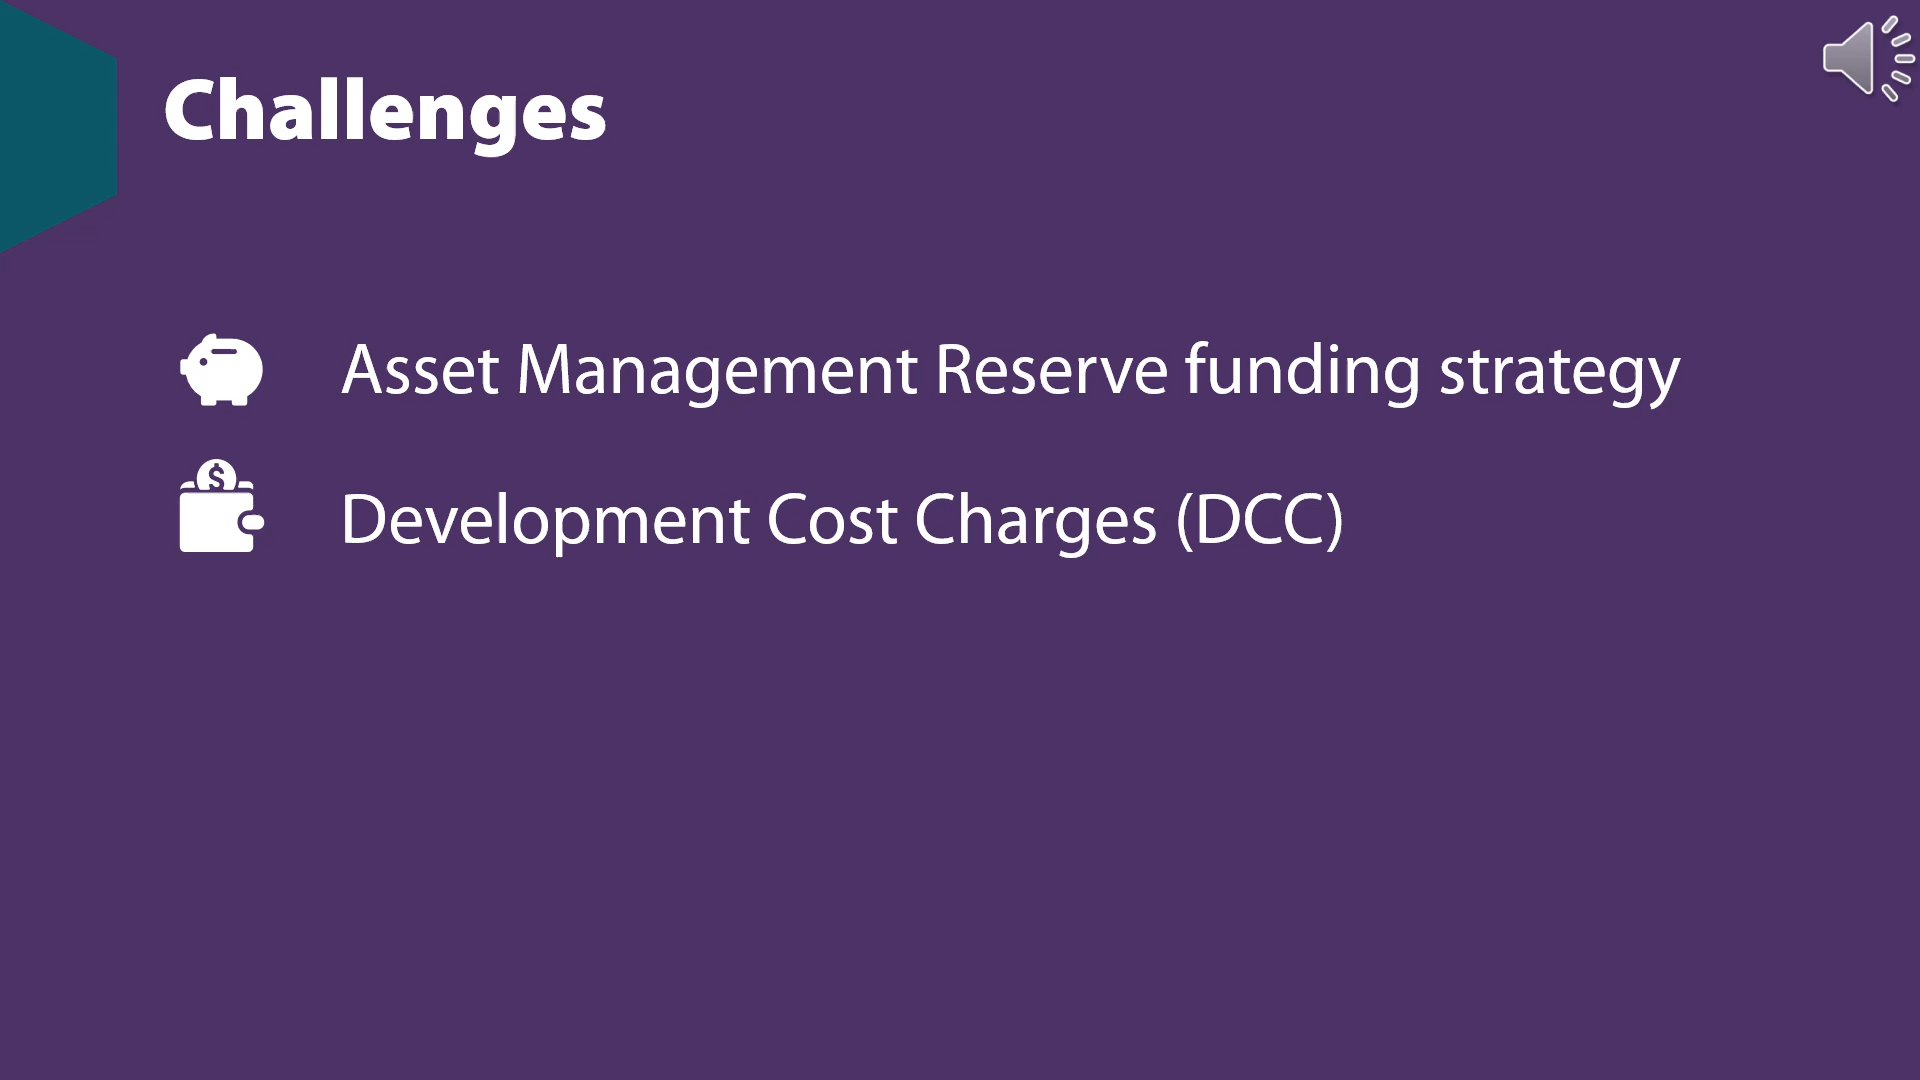 Challenges
Asset Management Reserve funding strategy
$
Development Cost Charges (DCC)